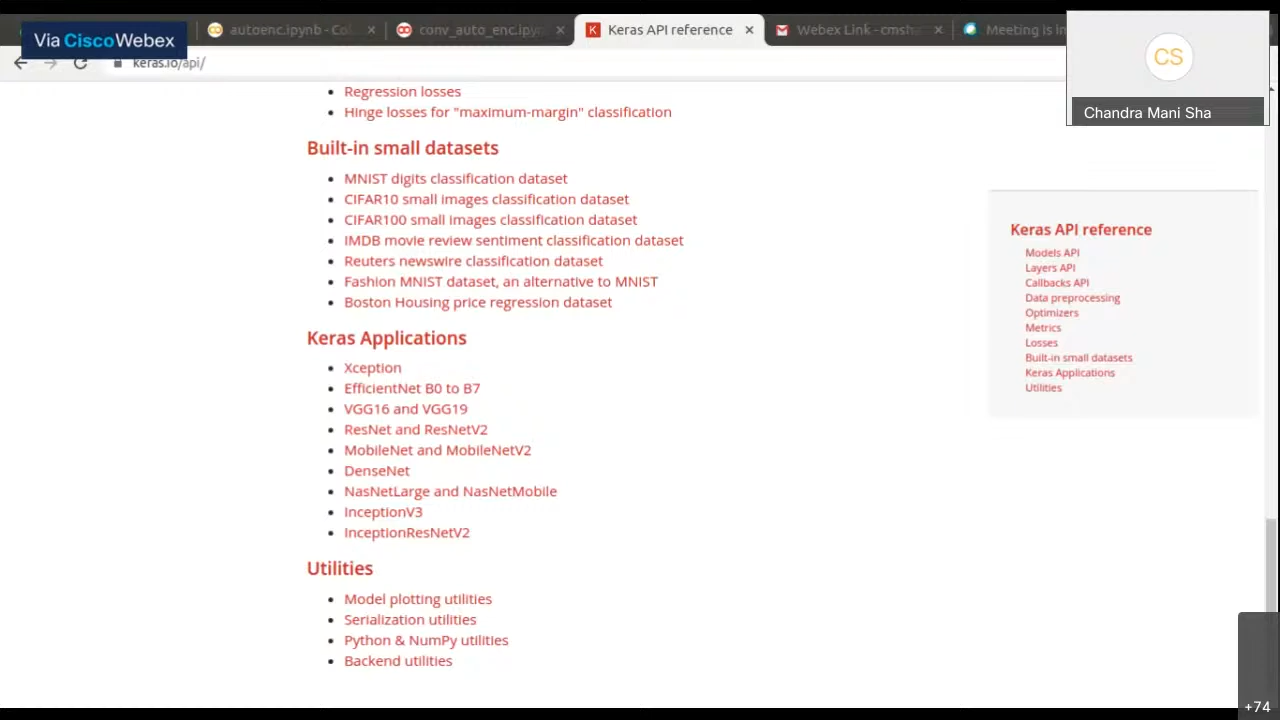 Via Cisco Webex
autoenc.ipynb - Col
conv_auto_enc.ipyn
Keras API reference
Webex Link - cmsha
Meeting is in
keras.io/api/
CS
Chandra Mani Sha
Regression losses
Hinge losses for "maximum-margin" classification
Built-in small datasets
MNIST digits classification dataset
CIFAR10 small images classification dataset
CIFAR100 small images classification dataset
IMDB movie review sentiment classification dataset
Reuters newswire classification dataset
Fashion MNIST dataset, an alternative to MNIST
Boston Housing price regression dataset
Keras Applications
Xception
EfficientNet B0 to B7
VGG16 and VGG19
ResNet and ResNetV2
MobileNet and MobileNetV2
DenseNet
NasNetLarge and NasNetMobile
InceptionV3
InceptionResNetV2
Utilities
Model plotting utilities
Serialization utilities
Python & NumPy utilities
Backend utilities
Keras API reference
Models API
Layers API
Callbacks API
Data preprocessing
Optimizers
Metrics
Losses
Built-in small datasets
Keras Applications
Utilities
+74